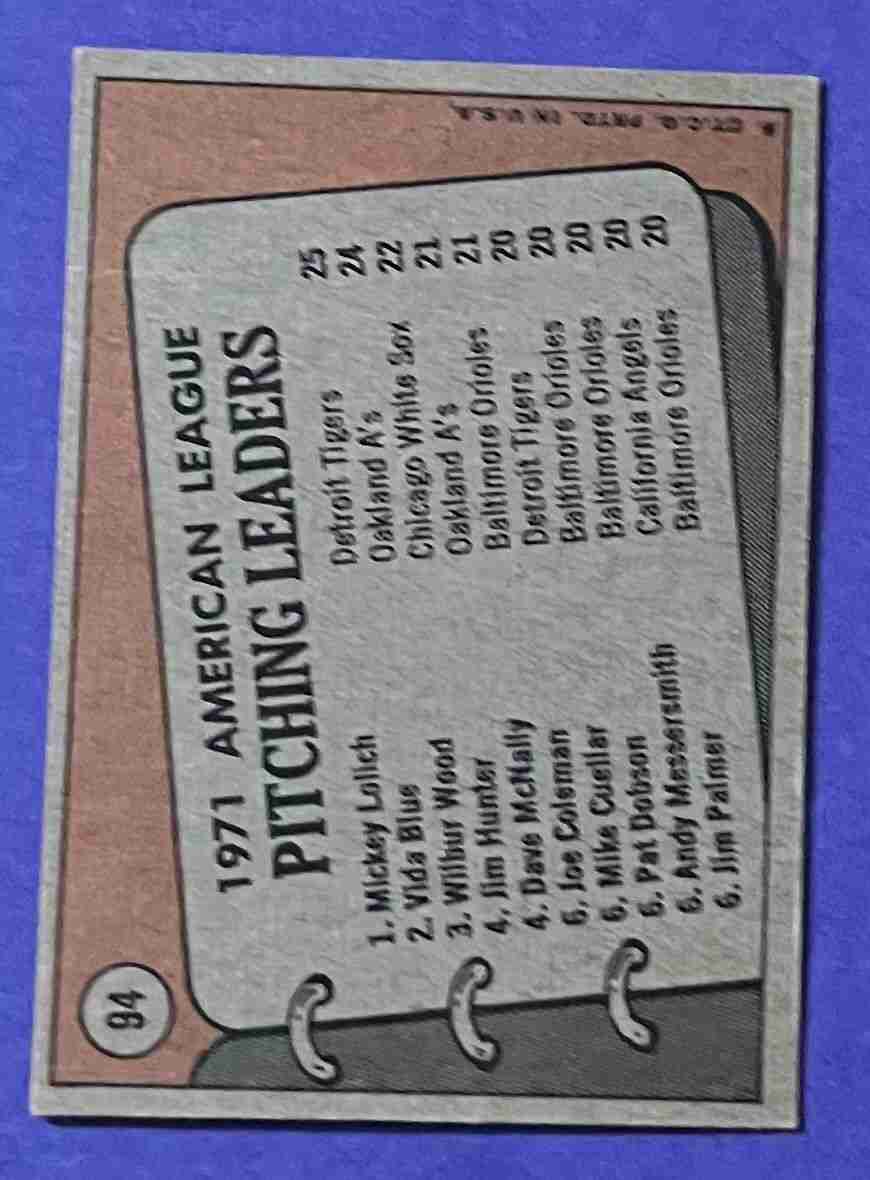 94
1971 AMERICAN LEAGUE
PITCHING LEADERS
1. Mickey Lolich Detroit Tigers 25
2. Vida Blue Oakland A's 24
3. Wilbur Wood Chicago White Sox 22
4. Jim Hunter Oakland A's 21
4. Dave McNally Baltimore Orioles 21
6. Joe Coleman Detroit Tigers 20
6. Mike Cuellar Baltimore Orioles 20
6. Pat Dobson Baltimore Orioles 20
6. Andy Messersmith California Angels 20
6. Jim Palmer Baltimore Orioles 20
T.C.G. PRTD. IN U.S.A.